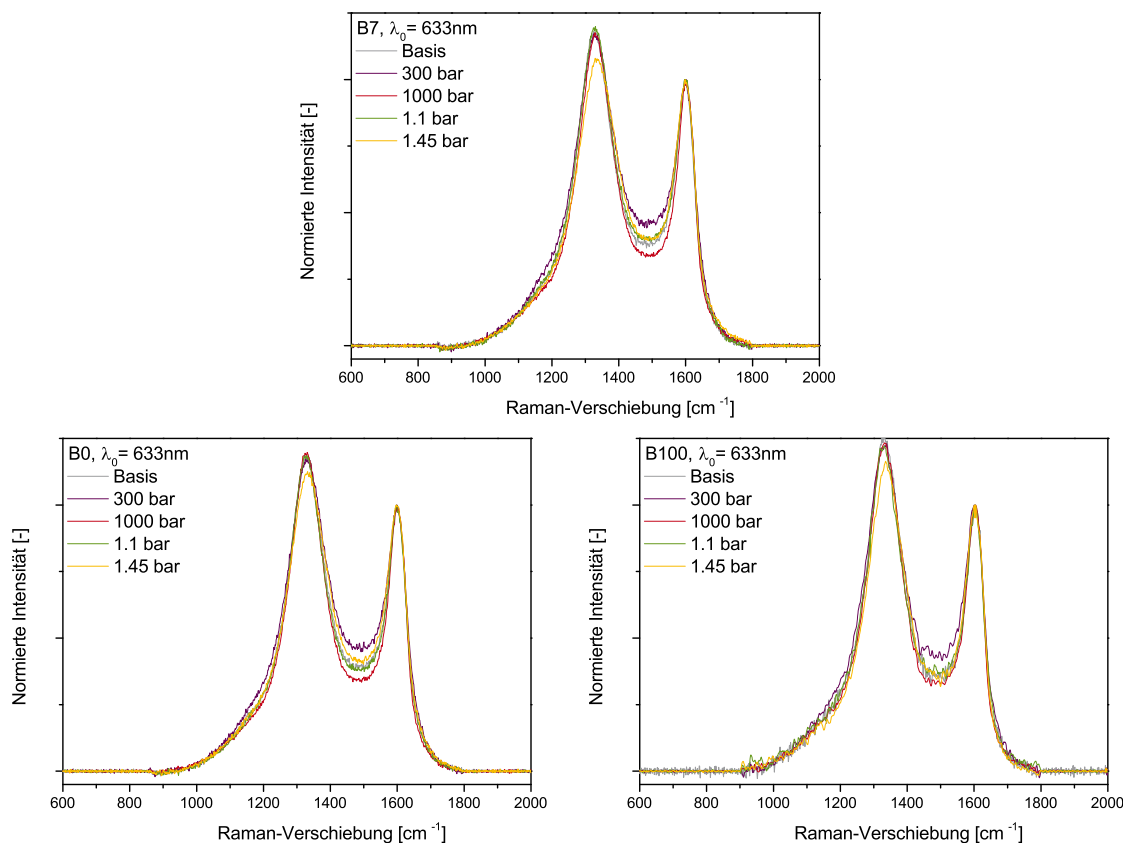 B7, λ0= 633nm
Basis
300 bar
1000 bar
1.1 bar
1.45 bar
Normierte Intensität [-]
600 800 1000 1200 1400 1600 1800 2000
Raman-Verschiebung [cm -1]
B0, λ0= 633nm
Basis
300 bar
1000 bar
1.1 bar
1.45 bar
Normierte Intensität [-]
600 800 1000 1200 1400 1600 1800 2000
Raman-Verschiebung [cm -1]
B100, λ0= 633nm
Basis
300 bar
1000 bar
1.1 bar
1.45 bar
Normierte Intensität [-]
600 800 1000 1200 1400 1600 1800 2000
Raman-Verschiebung [cm -1]